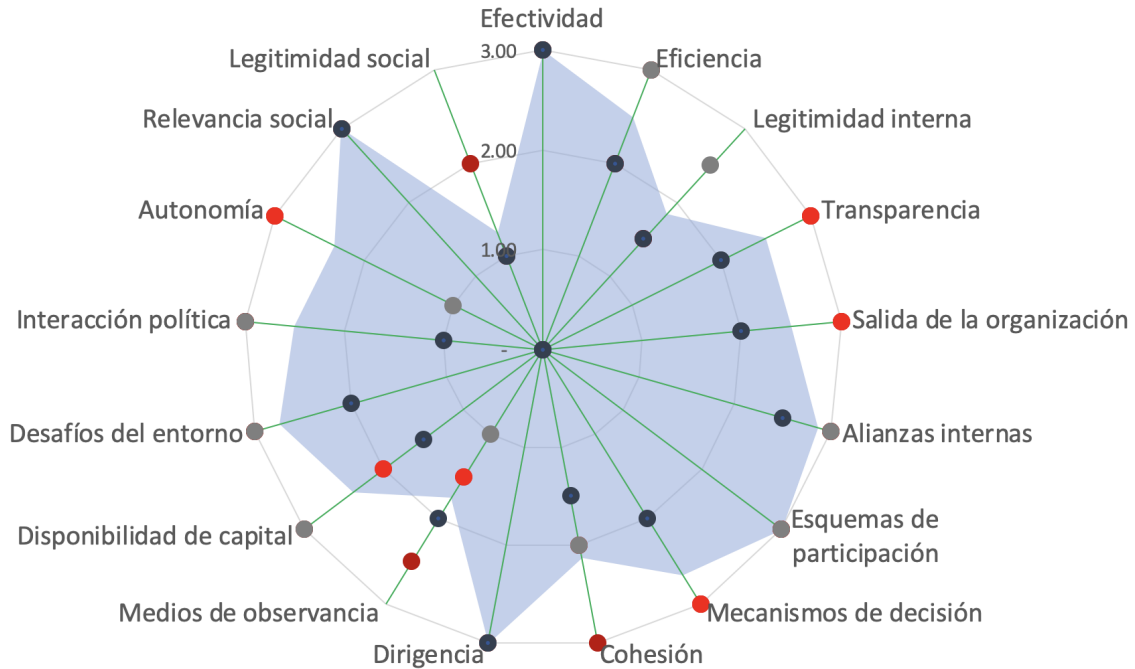 Efectividad
3.00
Legitimidad social
Eficiencia
Relevancia social
Legitimidad interna
2.00
Autonomía
Transparencia
1.00
Interacción política
Salida de la organización
-
Desafíos del entorno
Alianzas internas
Disponibilidad de capital
Esquemas de
participación
Medios de observancia
Mecanismos de decisión
Dirigencia
Cohesión